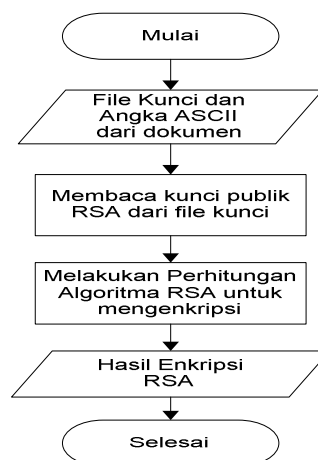 Mulai
File Kunci dan
Angka ASCII
dari dokumen
Membaca kunci publik
RSA dari file kunci
Melakukan Perhitungan
Algoritma RSA untuk
mengenkripsi
Hasil Enkripsi
RSA
Selesai